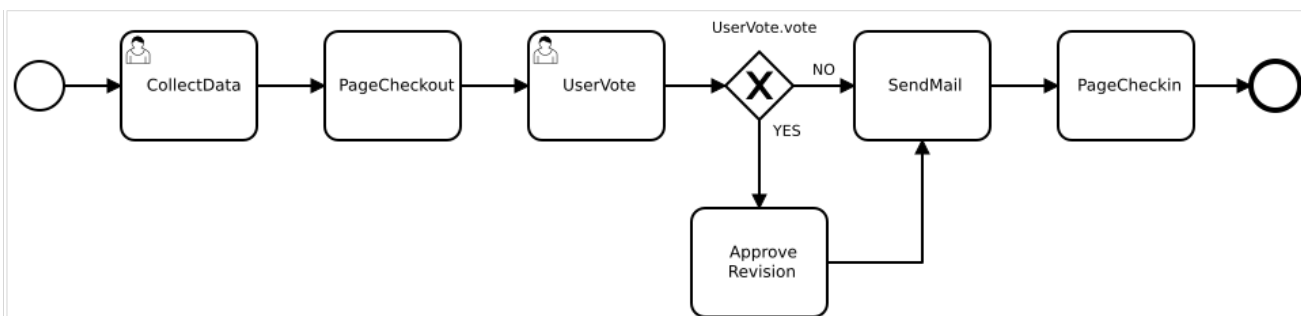 UserVote.vote
CollectData
PageCheckout
UserVote
NO
SendMail
PageCheckin
YES
Approve
Revision